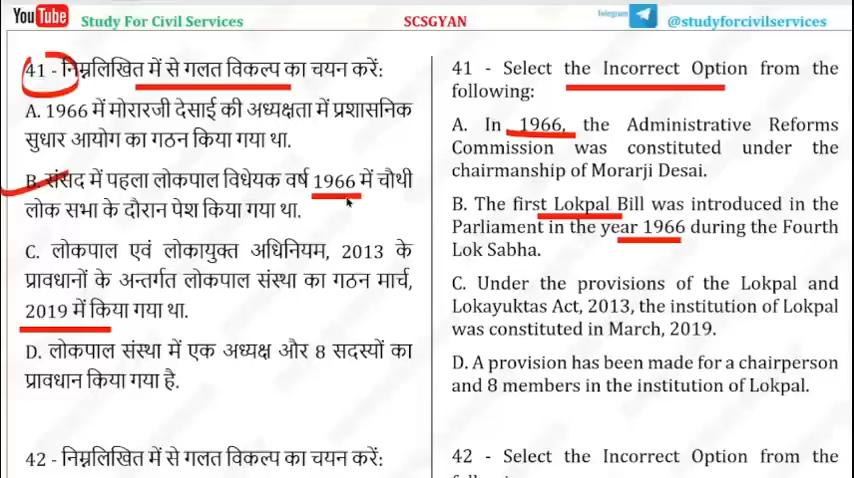 YouTube Study For Civil Services
SCSGYAN
Telegram @studyforcivilservices
41 - निम्नलिखित में से गलत विकल्प का चयन करें:
A. 1966 में मोरारजी देसाई की अध्यक्षता में प्रशासनिक
सुधार आयोग का गठन किया गया था.
B. संसद में पहला लोकपाल विधेयक वर्ष 1966 में चौथी
लोक सभा के दौरान पेश किया गया था.
C. लोकपाल एवं लोकायुक्त अधिनियम, 2013 के
प्रावधानों के अन्तर्गत लोकपाल संस्था का गठन मार्च,
2019 में किया गया था.
D. लोकपाल संस्था में एक अध्यक्ष और 8 सदस्यों का
प्रावधान किया गया है.
42 - निम्नलिखित में से गलत विकल्प का चयन करें:
41 - Select the Incorrect Option from the
following:
A. In 1966, the Administrative Reforms
Commission was constituted under the
chairmanship of Morarji Desai.
B. The first Lokpal Bill was introduced in the
Parliament in the year 1966 during the Fourth
Lok Sabha.
C. Under the provisions of the Lokpal and
Lokayuktas Act, 2013, the institution of Lokpal
was constituted in March, 2019.
D. A provision has been made for a chairperson
and 8 members in the institution of Lokpal.
42 - Select the Incorrect Option from the